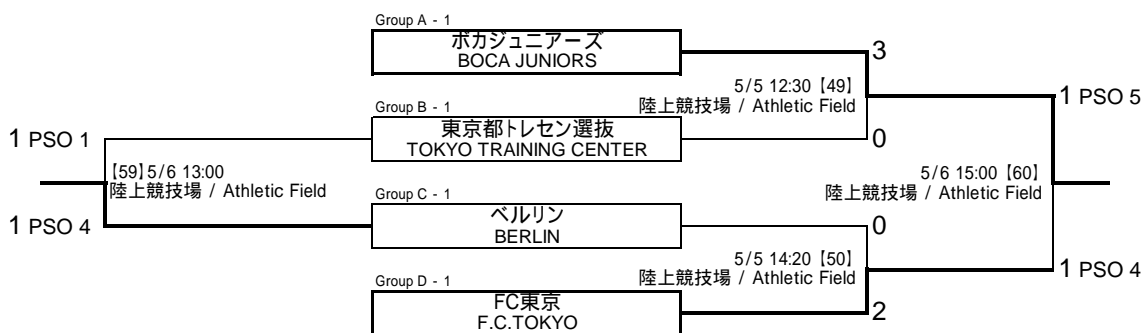 Group A - 1
ボカジュニアーズ
BOCA JUNIORS
3
5/5 12:30【49】
陸上競技場 / Athletic Field
1 PSO 5
Group B - 1
東京都トレセン選抜
TOKYO TRAINING CENTER
0
1 PSO 1
【59】5/6 13:00
陸上競技場 / Athletic Field
5/6 15:00【60】
陸上競技場 / Athletic Field
Group C - 1
ベルリン
BERLIN
0
1 PSO 4
5/5 14:20【50】
陸上競技場 / Athletic Field
1 PSO 4
Group D - 1
FC東京
F.C.TOKYO
2